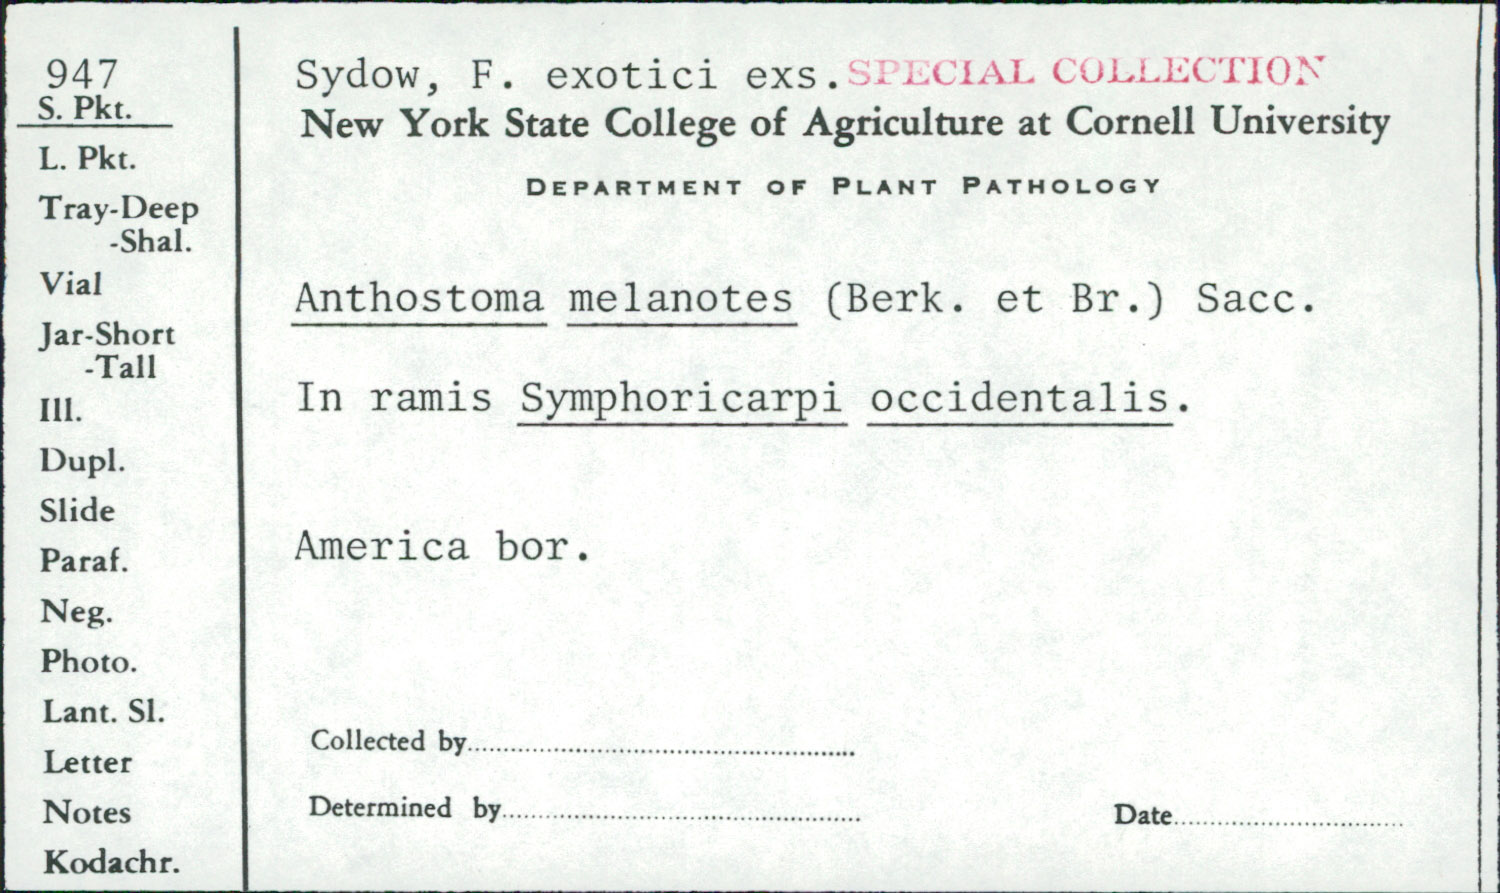 947
S. Pkt.
L. Pkt.
Tray-Deep
-Shal.
Vial
Jar-Short
-Tall
Ill.
Dupl.
Slide
Paraf.
Neg.
Photo.
Lant. Sl.
Letter
Notes
Kodachr.
Sydow, F. exotici exs. SPECIAL COLLECTION
New York State College of Agriculture at Cornell University
DEPARTMENT OF PLANT PATHOLOGY
Anthostoma melanotes (Berk. et Br.) Sacc.
In ramis Symphoricarpi occidentalis.
America bor.
Collected by
Determined by
Date